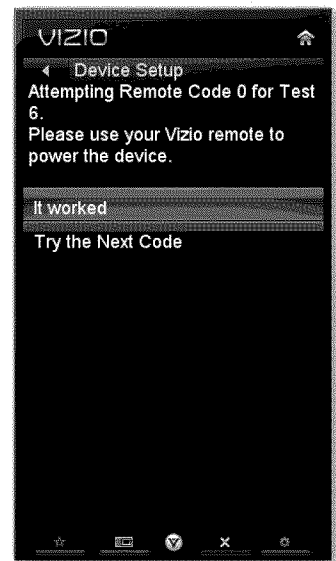 VIZIO
Device Setup
Attempting Remote Code 0 for Test
6.
Please use your Vizio remote to
power the device.
It worked
Try the Next Code